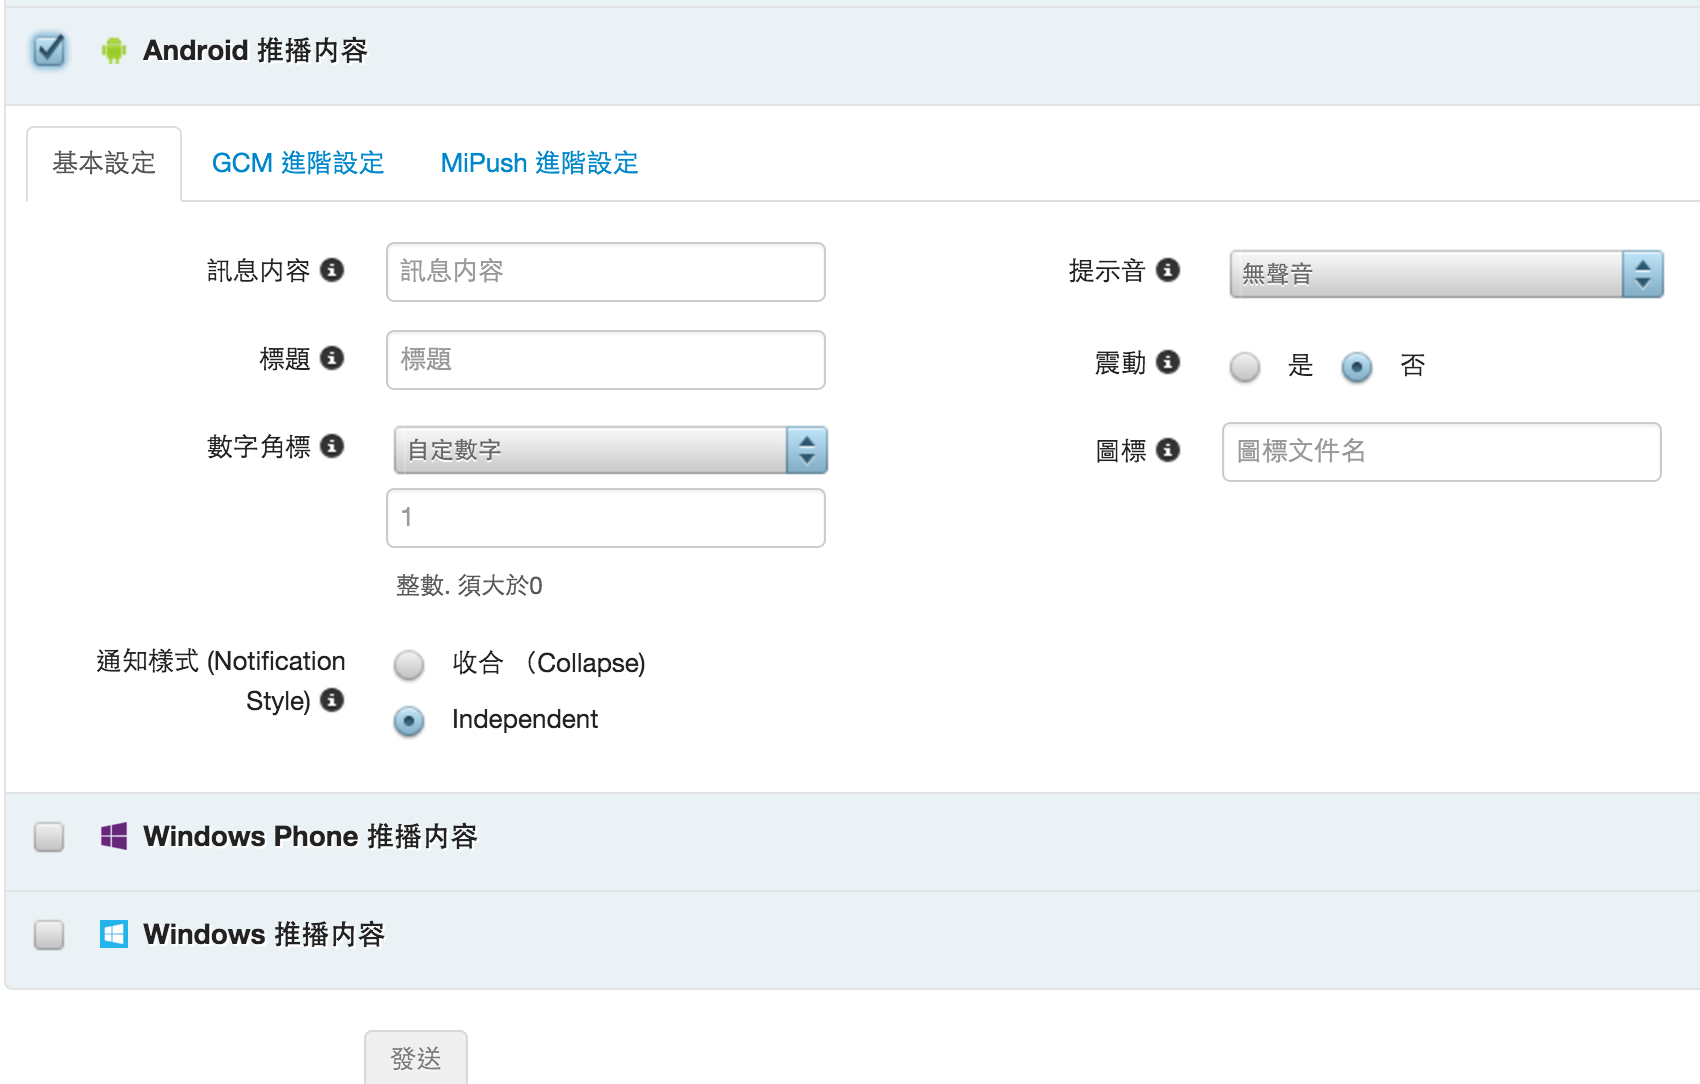 Android 推播內容
基本設定 GCM 進階設定 MiPush 進階設定
訊息內容 訊息內容 提示音 無聲音
標題 標題 震動 是 否
數字角標 自定數字 圖標 圖標文件名
1
整數. 須大於0
通知樣式 (Notification Style) 收合 （Collapse)
Independent
Windows Phone 推播內容
Windows 推播內容
發送